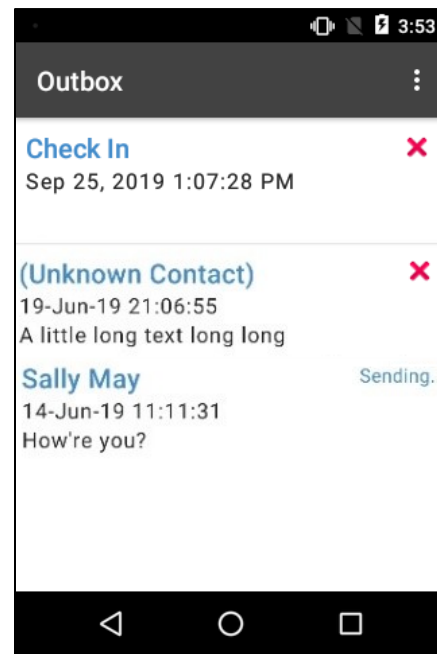 3:53
Outbox
Check In
Sep 25, 2019 1:07:28 PM
(Unknown Contact)
19-Jun-19 21:06:55
A little long text long long
Sally May Sending.
14-Jun-19 11:11:31
How're you?